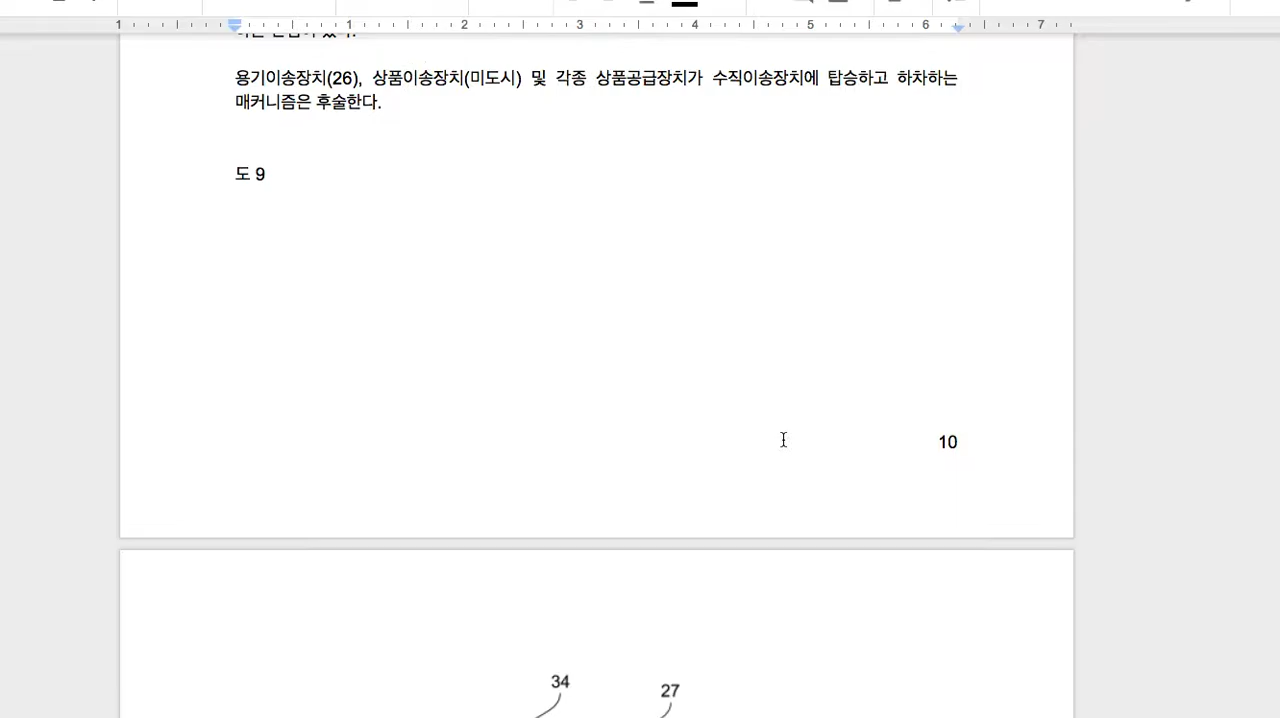 1 1 2 3 4 5 6 7
용기이송장치(26), 상품이송장치(미도시) 및 각종 상품공급장치가 수직이송장치에 탑승하고 하차하는
매커니즘은 후술한다.
도 9
10
34 27